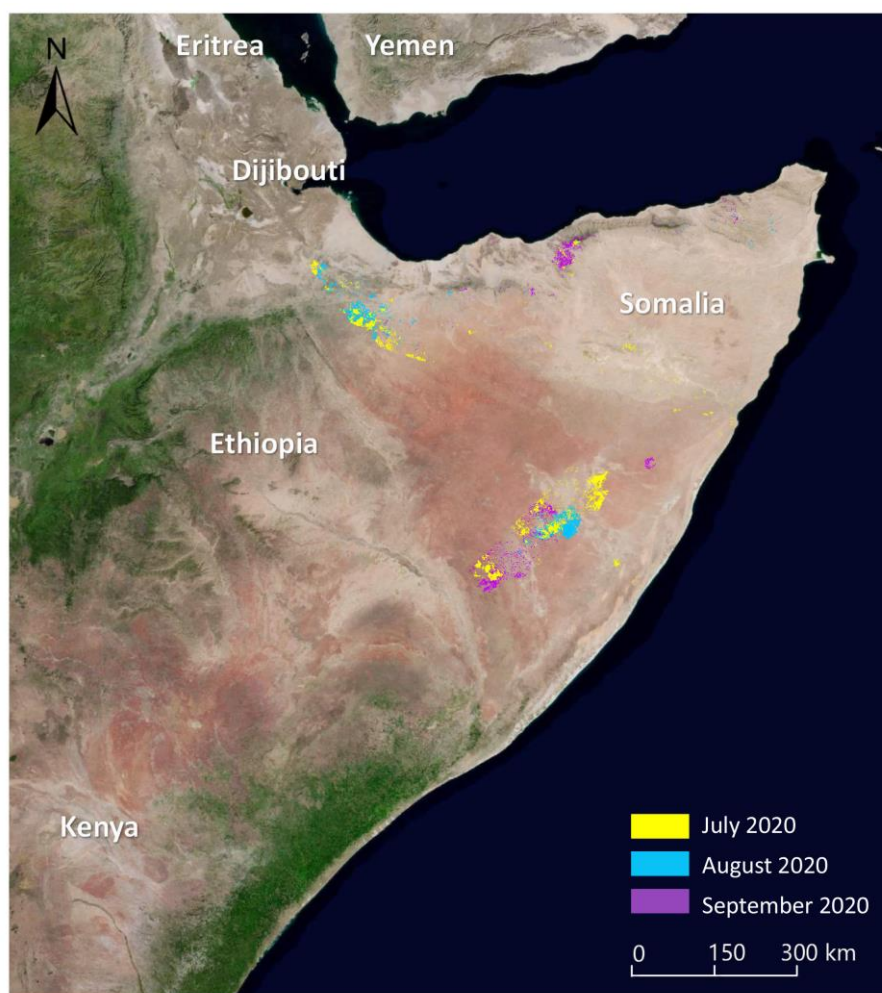 Eritrea
Yemen
N
Dijibouti
Somalia
Ethiopia
Kenya
July 2020
August 2020
September 2020
0 150 300 km